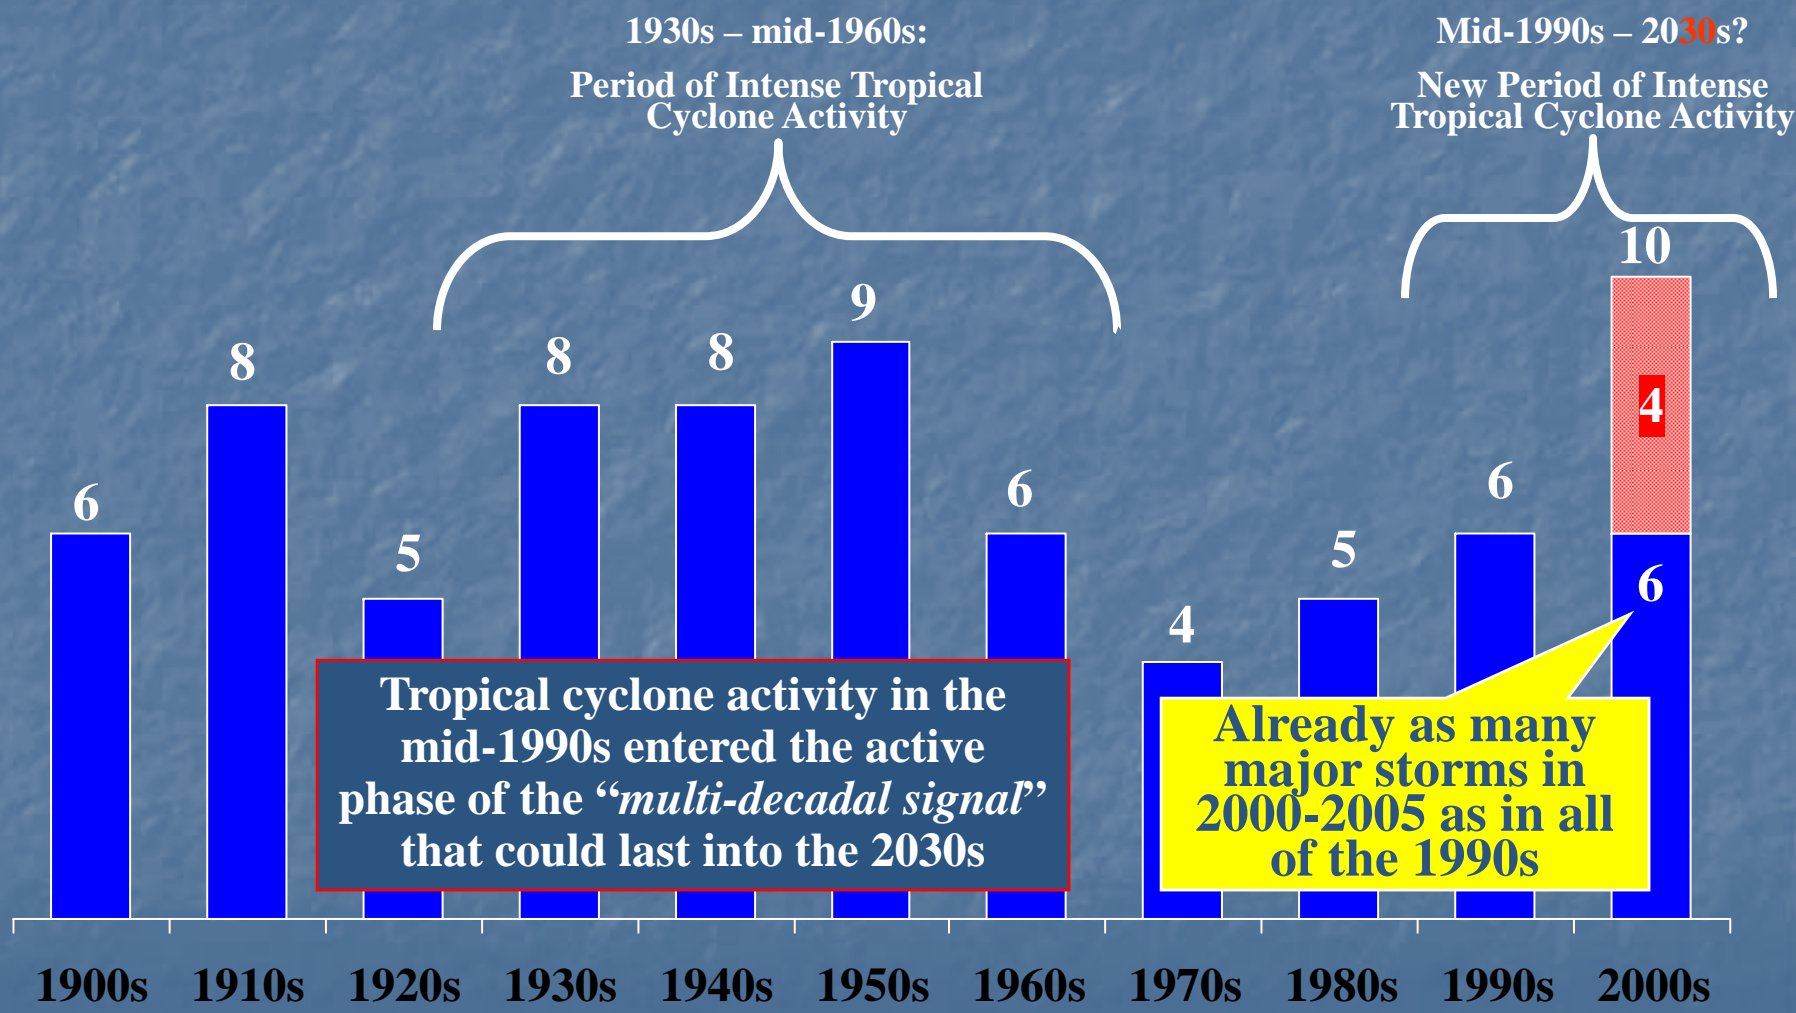 1930s – mid-1960s:
Period of Intense Tropical
Cyclone Activity
Mid-1990s – 2030s?
New Period of Intense
Tropical Cyclone Activity
6
8
5
8
8
9
6
4
5
6
10
4
6
Tropical cyclone activity in the
mid-1990s entered the active
phase of the “multi-decadal signal”
that could last into the 2030s
Already as many
major storms in
2000-2005 as in all
of the 1990s
1900s 1910s 1920s 1930s 1940s 1950s 1960s 1970s 1980s 1990s 2000s